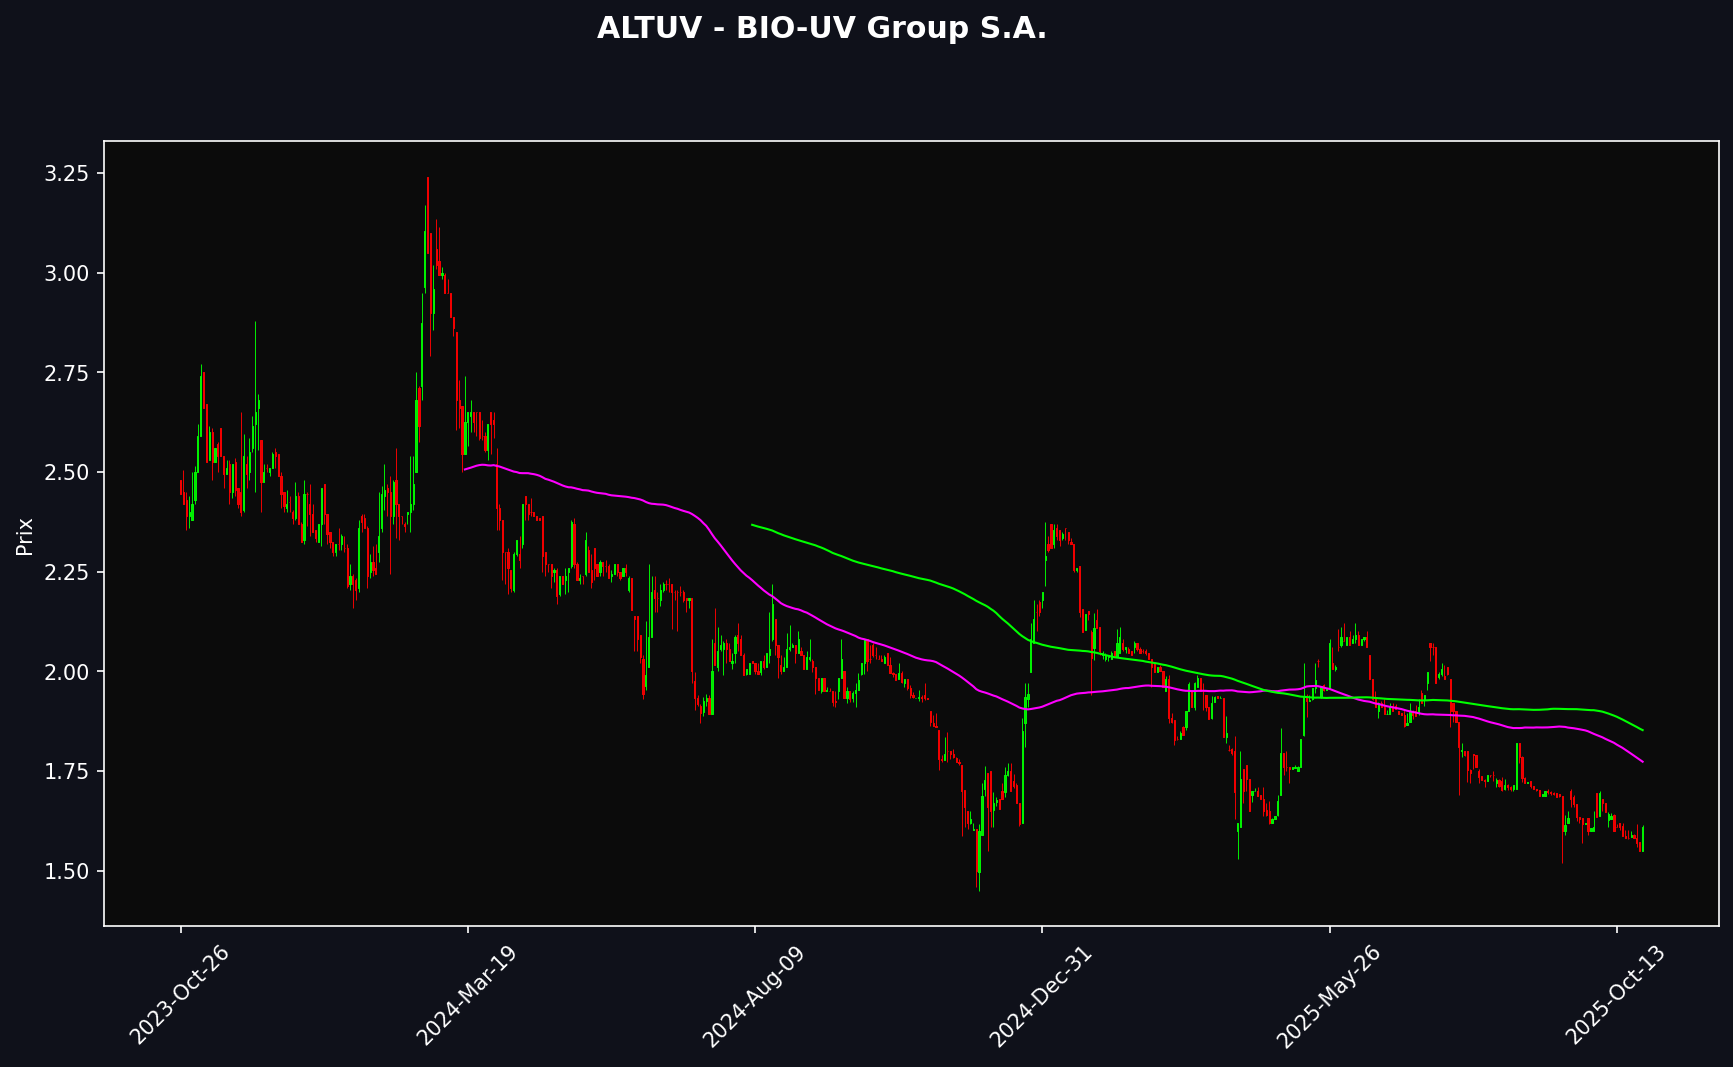 ALTUV - BIO-UV Group S.A.
Prix
3.25
3.00
2.75
2.50
2.25
2.00
1.75
1.50
2023-Oct-26
2024-Mar-19
2024-Aug-09
2024-Dec-31
2025-May-26
2025-Oct-13